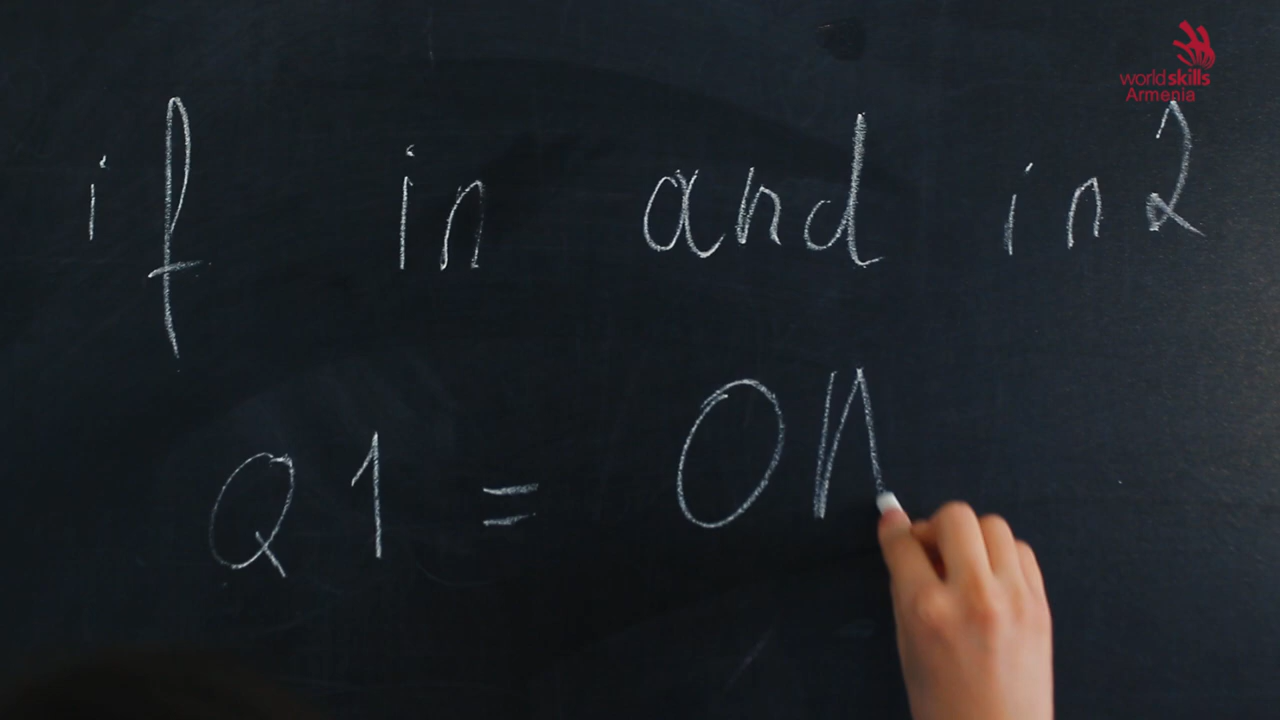 worldskills
Armenia
if in and in2
Q1 = ON